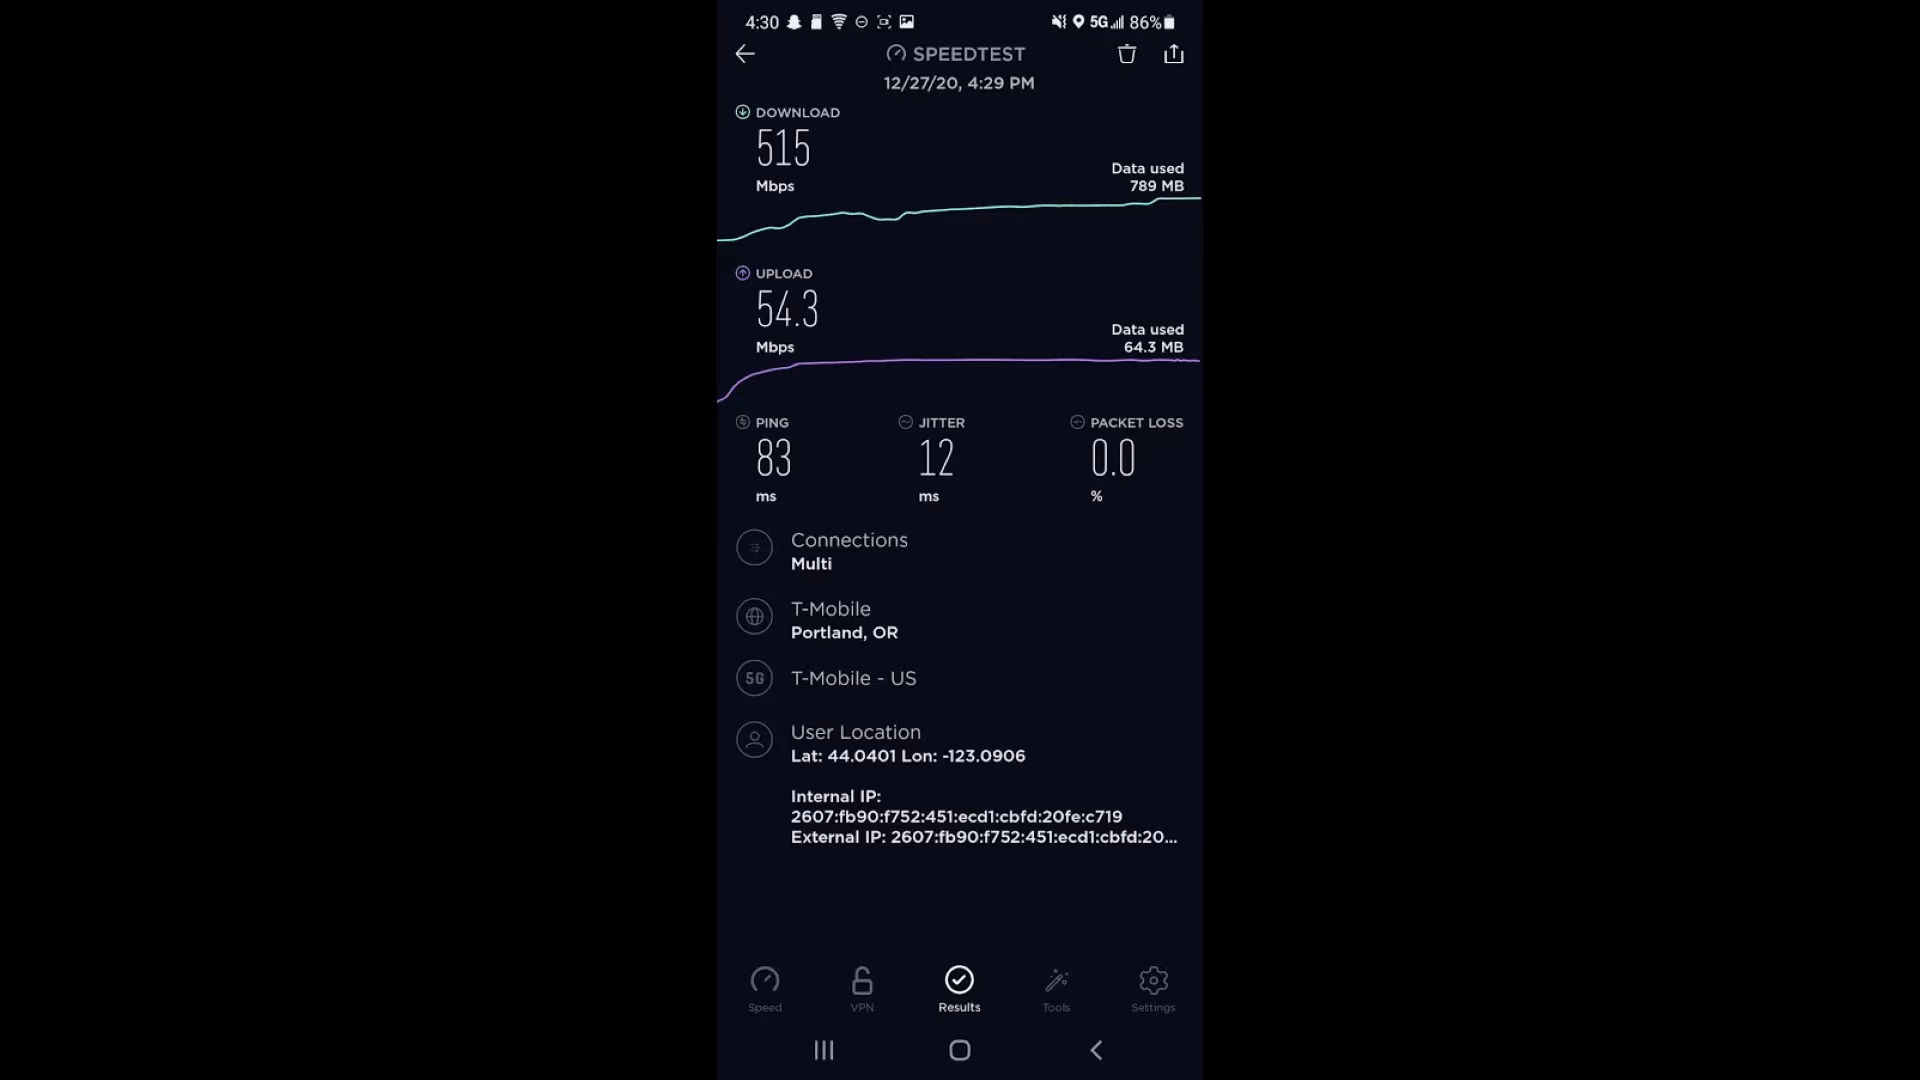 4:30 5G 86%
SPEEDTEST
12/27/20, 4:29 PM
DOWNLOAD
515
Mbps
Data used
789 MB
UPLOAD
54.3
Mbps
Data used
64.3 MB
PING
83
ms
JITTER
12
ms
PACKET LOSS
0.0
%
Connections
Multi
T-Mobile
Portland, OR
5G T-Mobile - US
User Location
Lat: 44.0401 Lon: -123.0906
Internal IP:
2607:fb90:f752:451:ecd1:cbfd:20fe:c719
External IP: 2607:fb90:f752:451:ecd1:cbfd:20...
Speed VPN Results Tools Settings